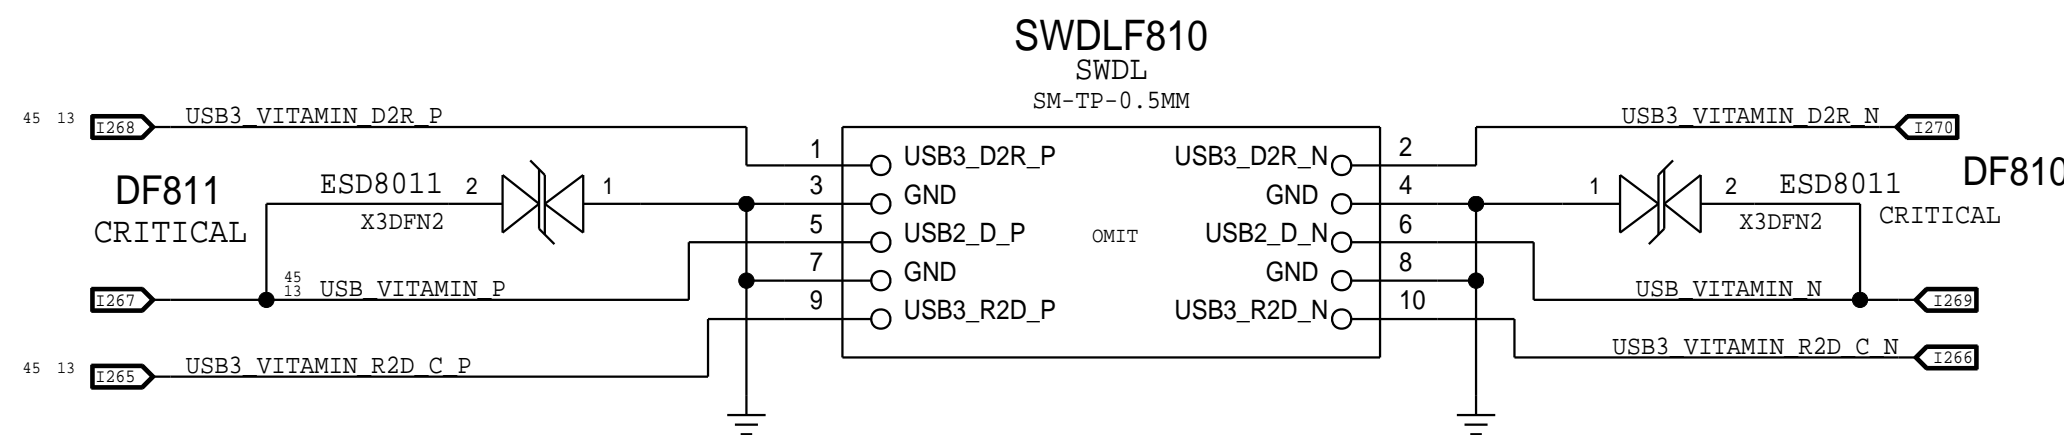 SWDLF810
SWDL
SM-TP-0.5MM
45 13 I268 USB3_VITAMIN_D2R_P
USB3_VITAMIN_D2R_N I270
1 USB3_D2R_P USB3_D2R_N 2
DF811 ESD8011 2 1 3 GND GND 4 1 2 ESD8011 DF810
CRITICAL X3DFN2 X3DFN2 CRITICAL
5 USB2_D_P OMIT USB2_D_N 6
7 GND GND 8
45
I267 13 USB_VITAMIN_P USB_VITAMIN_N I269
9 USB3_R2D_P USB3_R2D_N 10
USB3_VITAMIN_R2D_C_N I266
45 13 I265 USB3_VITAMIN_R2D_C_P